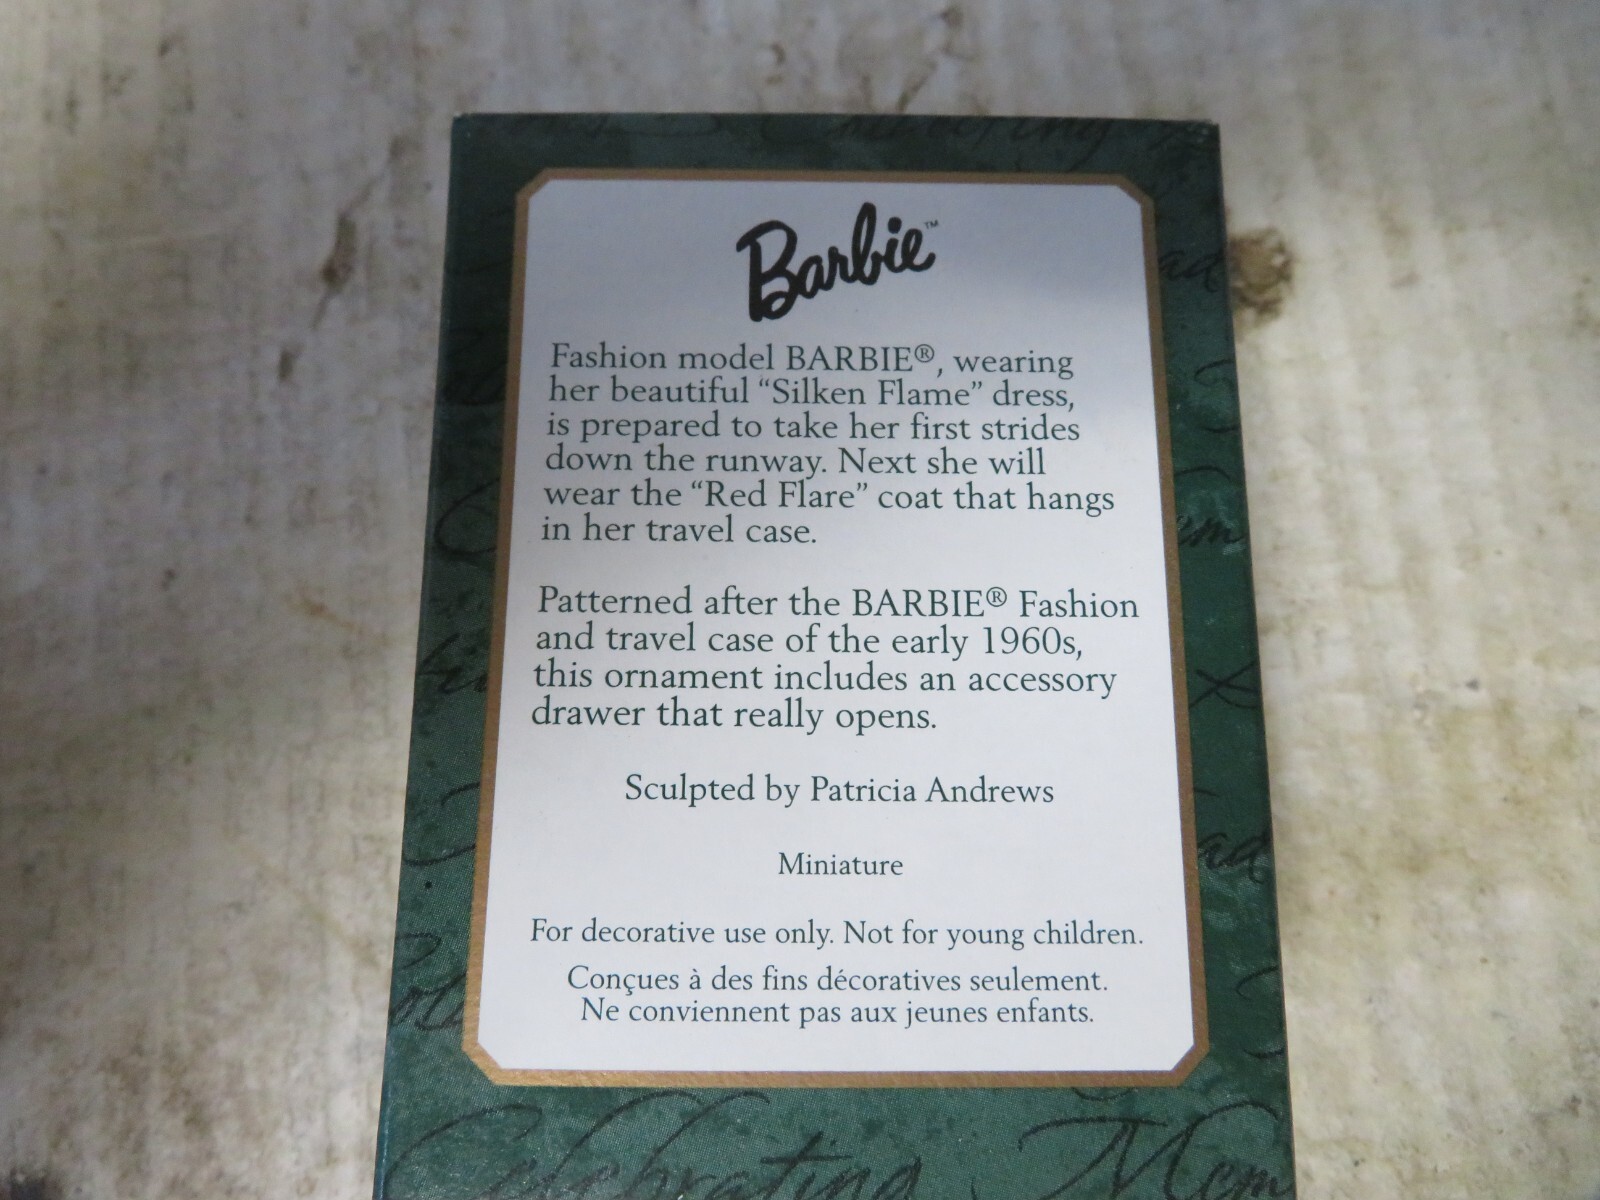 Barbie™
Fashion model BARBIE®, wearing
her beautiful “Silken Flame” dress,
is prepared to take her first strides
down the runway. Next she will
wear the “Red Flare” coat that hangs
in her travel case.
Patterned after the BARBIE® Fashion
and travel case of the early 1960s,
this ornament includes an accessory
drawer that really opens.
Sculpted by Patricia Andrews
Miniature
For decorative use only. Not for young children.
Conçues à des fins décoratives seulement.
Ne conviennent pas aux jeunes enfants.
Celebrating Mem